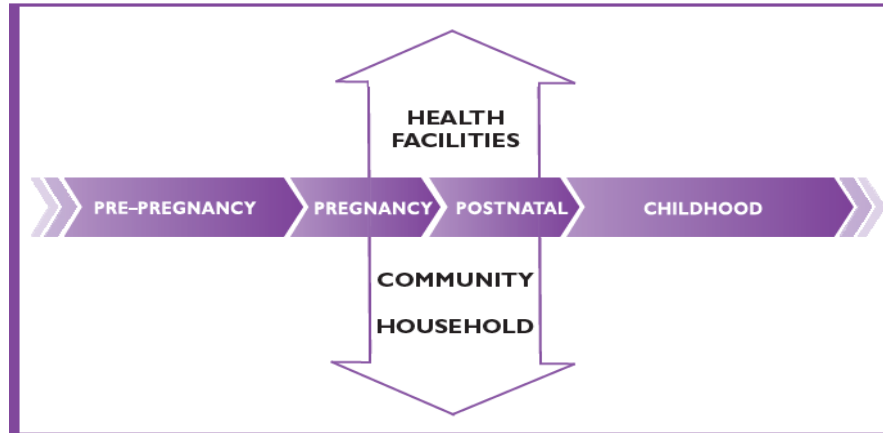 HEALTH
FACILITIES
PRE–PREGNANCY PREGNANCY POSTNATAL CHILDHOOD
COMMUNITY
HOUSEHOLD